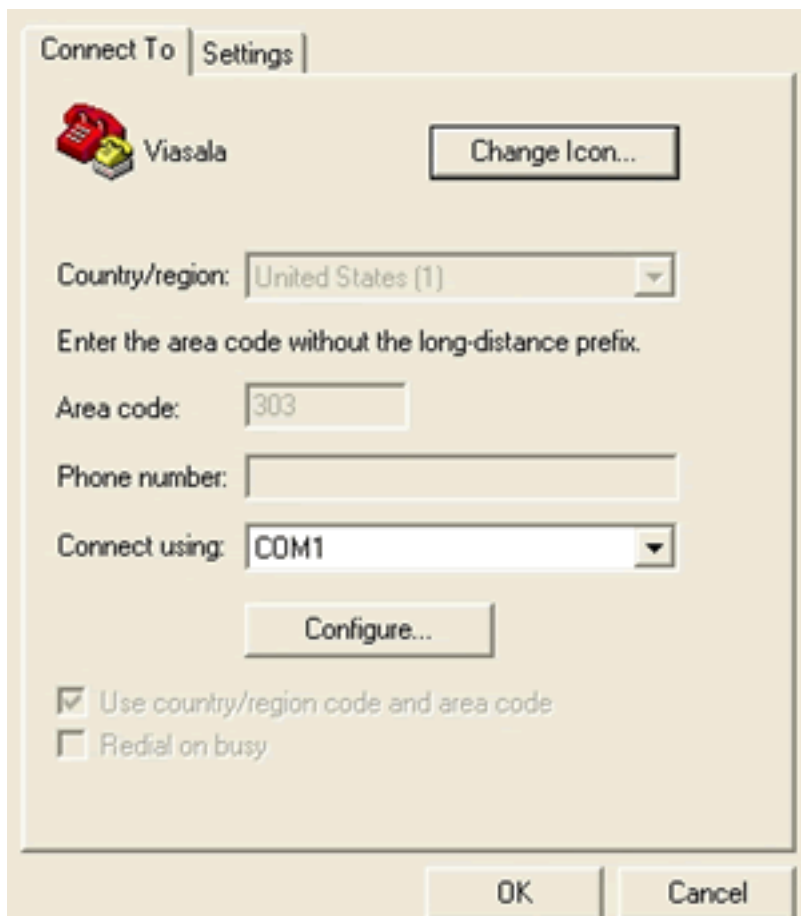 Connect To Settings
Viasala Change Icon...
Country/region: United States (1)
Enter the area code without the long-distance prefix.
Area code: 303
Phone number:
Connect using: COM1
Configure...
Use country/region code and area code
Redial on busy
OK Cancel